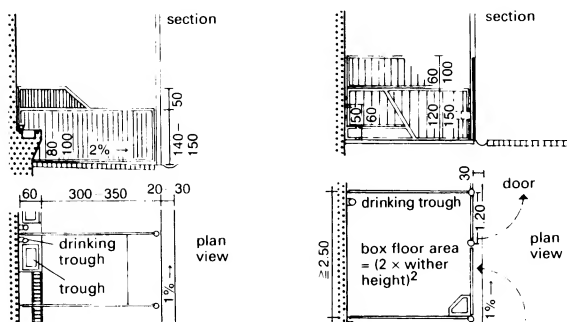 section
50
80
100
2% →
140–
150
60
300–350
20
30
drinking
trough
trough
plan
view
1% →
section
60
100
50
60
120
150
30
drinking trough
door
1.20
≧2.50
box floor area
= (2 × wither
height)²
plan
view
1% →